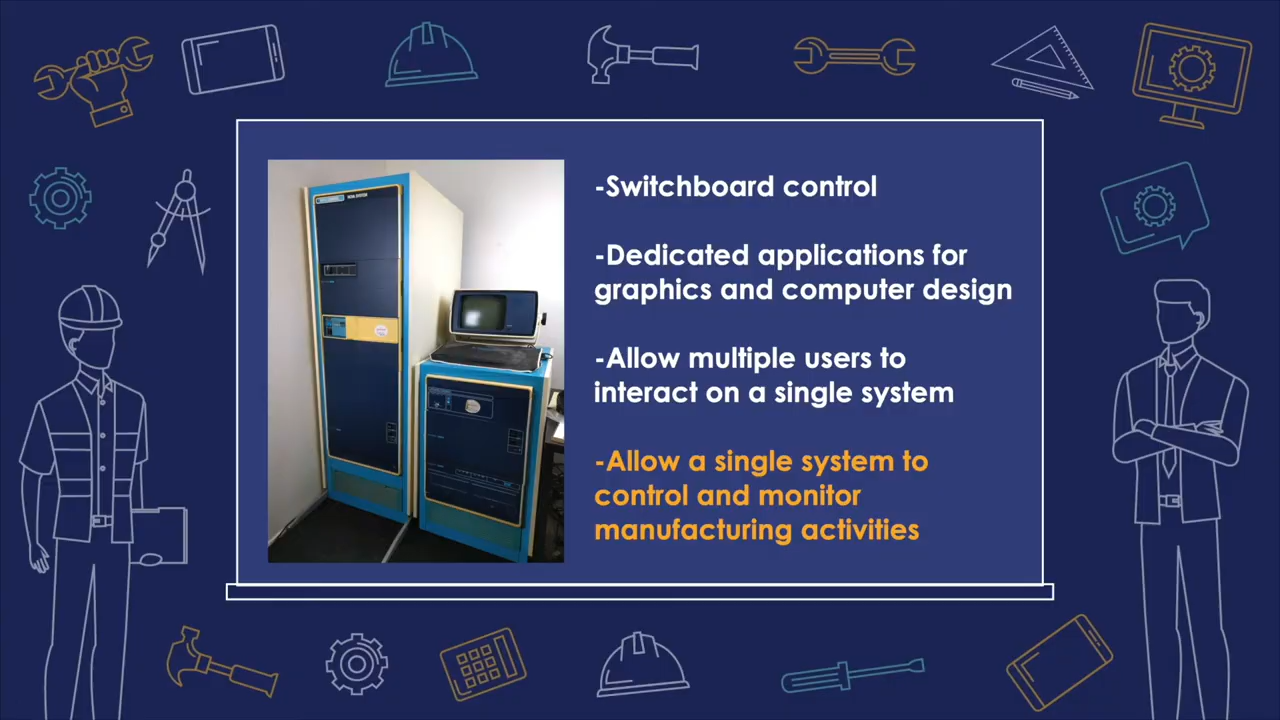 -Switchboard control
-Dedicated applications for
graphics and computer design
-Allow multiple users to
interact on a single system
-Allow a single system to
control and monitor
manufacturing activities